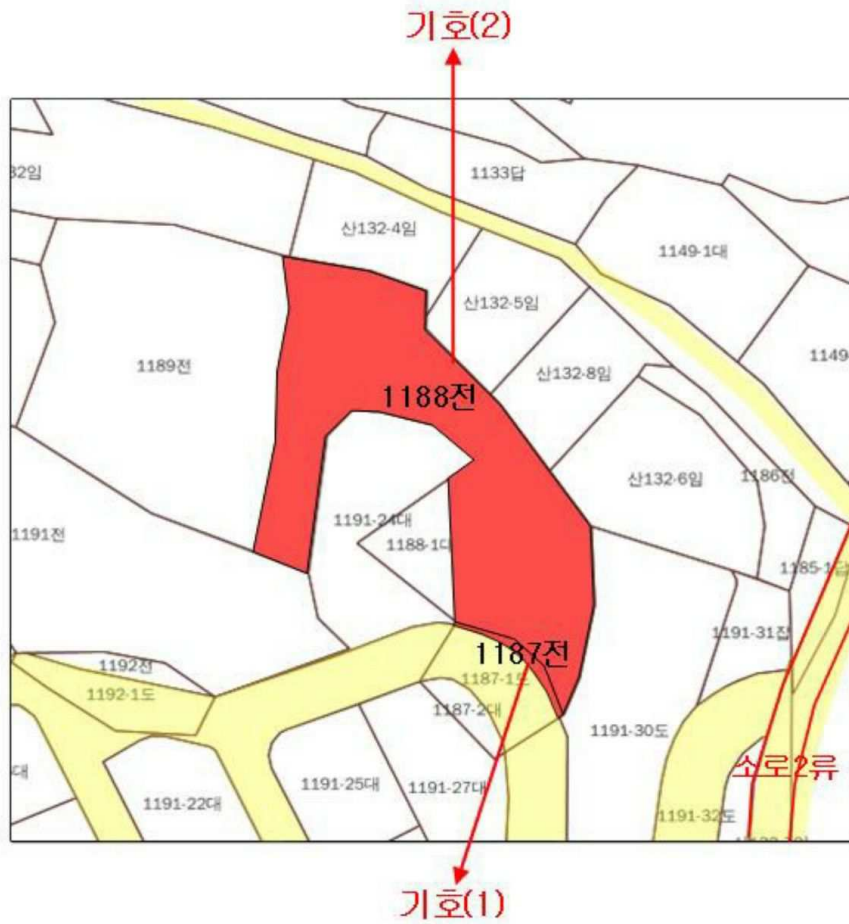 기호(2)
32임
1133답
산132-4임
1149-1대
산132-5임
1149-
1189전
산132-8임
1188전
산132-6임
1186전
1191-24대
1191전
1188-1대
1185-1답
1191-31잡
1187전
1192전
1187-1도
1192-1도
1187-2대
1191-30도
소로2류
대
1191-25대
1191-27대
1191-22대
1191-32도
기호(1)